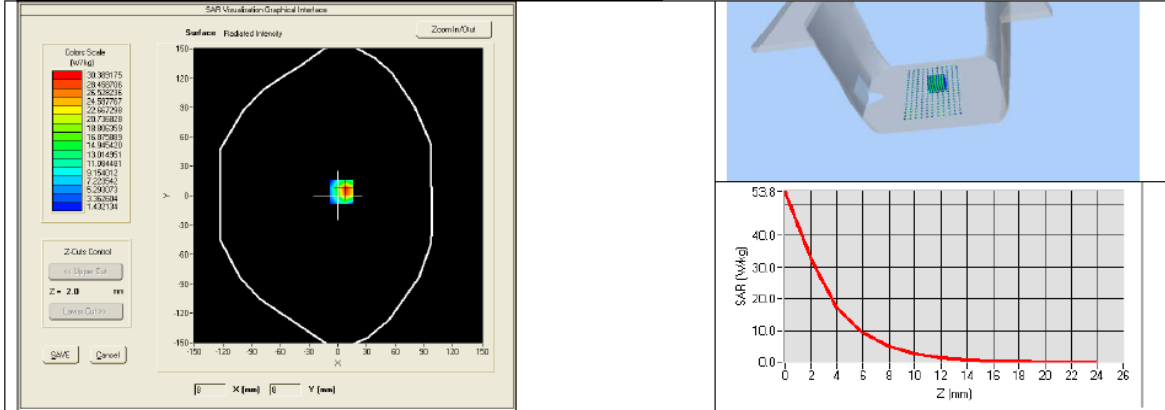 SAR Visualisation Graphical Interface
Surface Radiated Intensity
Zoom In/Out
Colors Scale
(W/kg)
30.389175
28.458706
26.528236
24.597767
22.667298
20.736828
18.806359
16.875889
14.945420
13.014951
11.084481
9.154012
7.223542
5.293073
3.362604
1.432134
150
120
90
60
30
0
-30
-60
-90
-120
-150
Y
-150 -120 -90 -60 -30 0 30 60 90 120 150
X
Z-Cuts Control
<< Upper Cut
Z = 2.0 mm
Lower Cut >>
SAVE Cancel
8 X (mm) 8 Y (mm)
53.8
40.0
30.0
20.0
10.0
0.0
SAR (W/kg)
0 2 4 6 8 10 12 14 16 18 20 22 24 26
Z (mm)